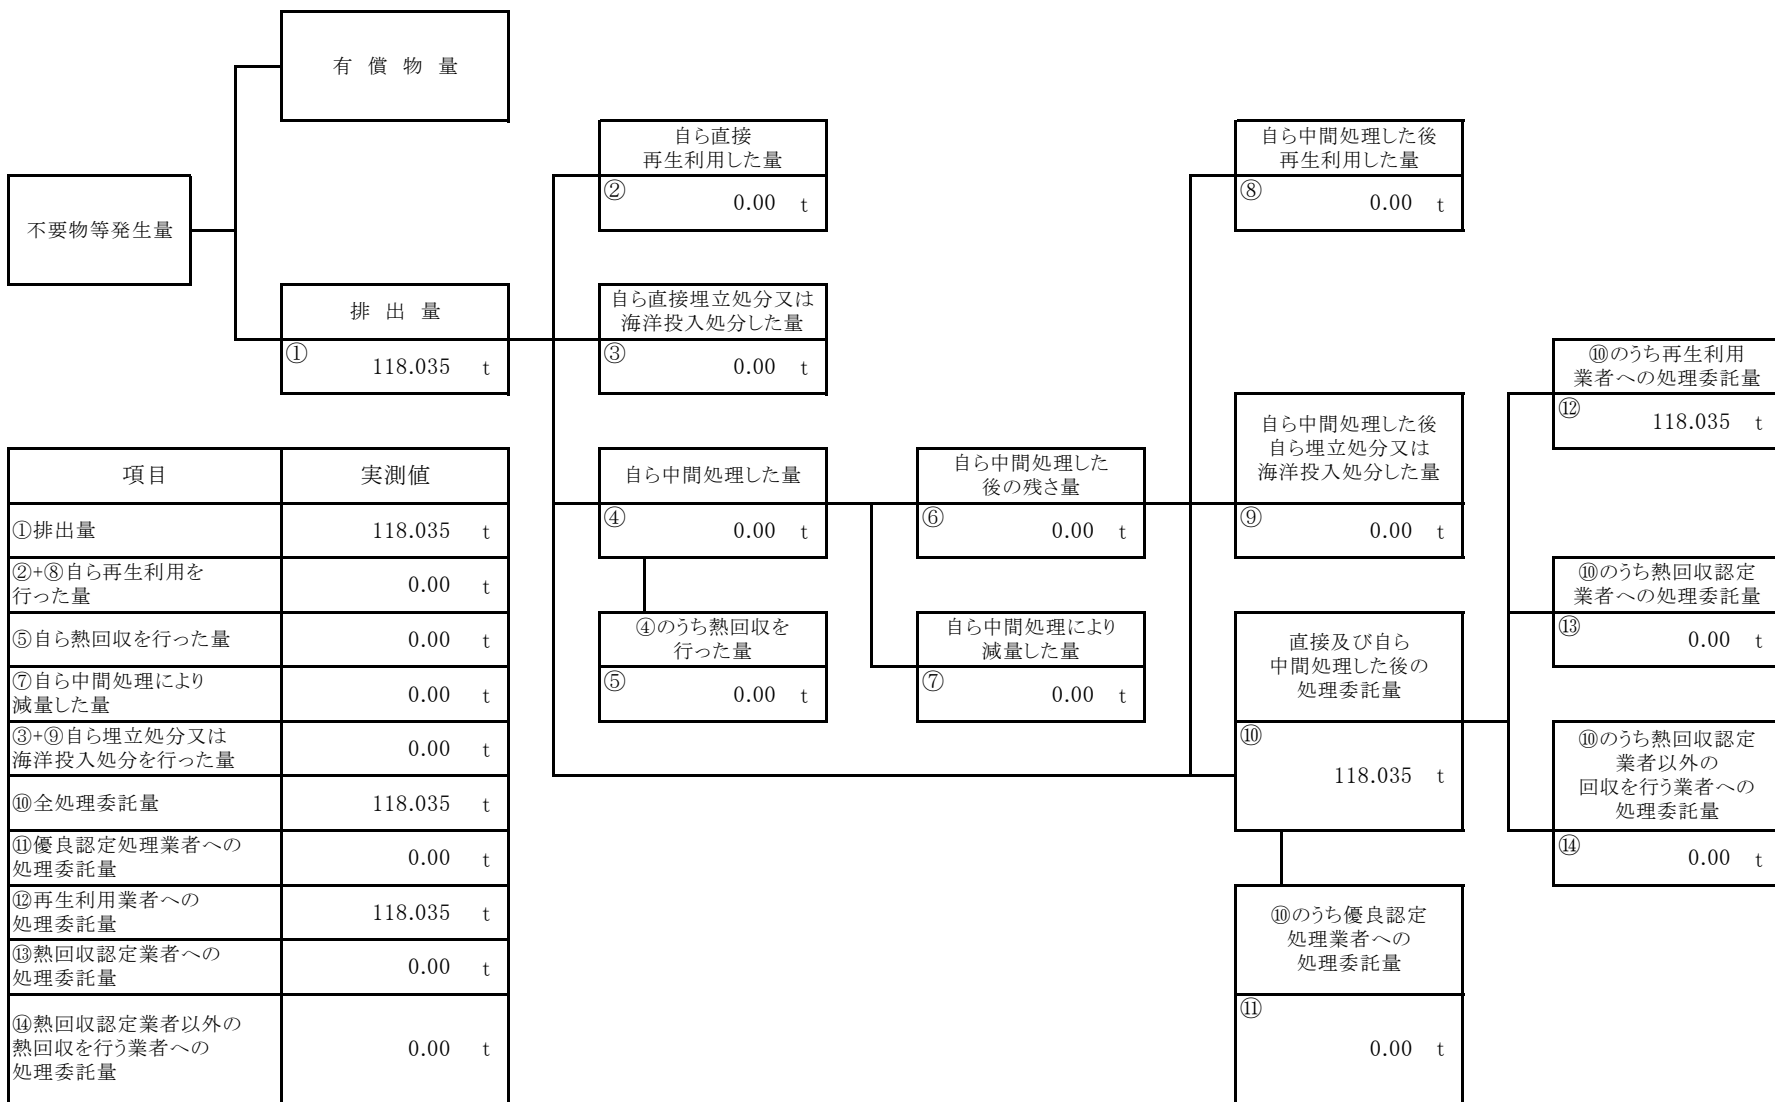 有 償 物 量
不要物等発生量
排 出 量
①
118.035 t
自ら直接
再生利用した量
②
0.00 t
自ら直接埋立処分又は
海洋投入処分した量
③
0.00 t
自ら中間処理した量
④
0.00 t
④のうち熱回収を
行った量
⑤
0.00 t
自ら中間処理した
後の残さ量
⑥
0.00 t
自ら中間処理により
減量した量
⑦
0.00 t
自ら中間処理した後
再生利用した量
⑧
0.00 t
自ら中間処理した後
自ら埋立処分又は
海洋投入処分した量
⑨
0.00 t
直接及び自ら
中間処理した後の
処理委託量
⑩
118.035 t
⑩のうち優良認定
処理業者への
処理委託量
⑪
0.00 t
⑩のうち再生利用
業者への処理委託量
⑫
118.035 t
⑩のうち熱回収認定
業者への処理委託量
⑬
0.00 t
⑩のうち熱回収認定
業者以外の
回収を行う業者への
処理委託量
⑭
0.00 t
項目 実測値
①排出量 118.035 t
②+⑧自ら再生利用を
行った量
0.00 t
⑤自ら熱回収を行った量 0.00 t
⑦自ら中間処理により
減量した量
0.00 t
③+⑨自ら埋立処分又は
海洋投入処分を行った量
0.00 t
⑩全処理委託量 118.035 t
⑪優良認定処理業者への
処理委託量
0.00 t
⑫再生利用業者への
処理委託量
118.035 t
⑬熱回収認定業者への
処理委託量
0.00 t
⑭熱回収認定業者以外の
熱回収を行う業者への
処理委託量
0.00 t